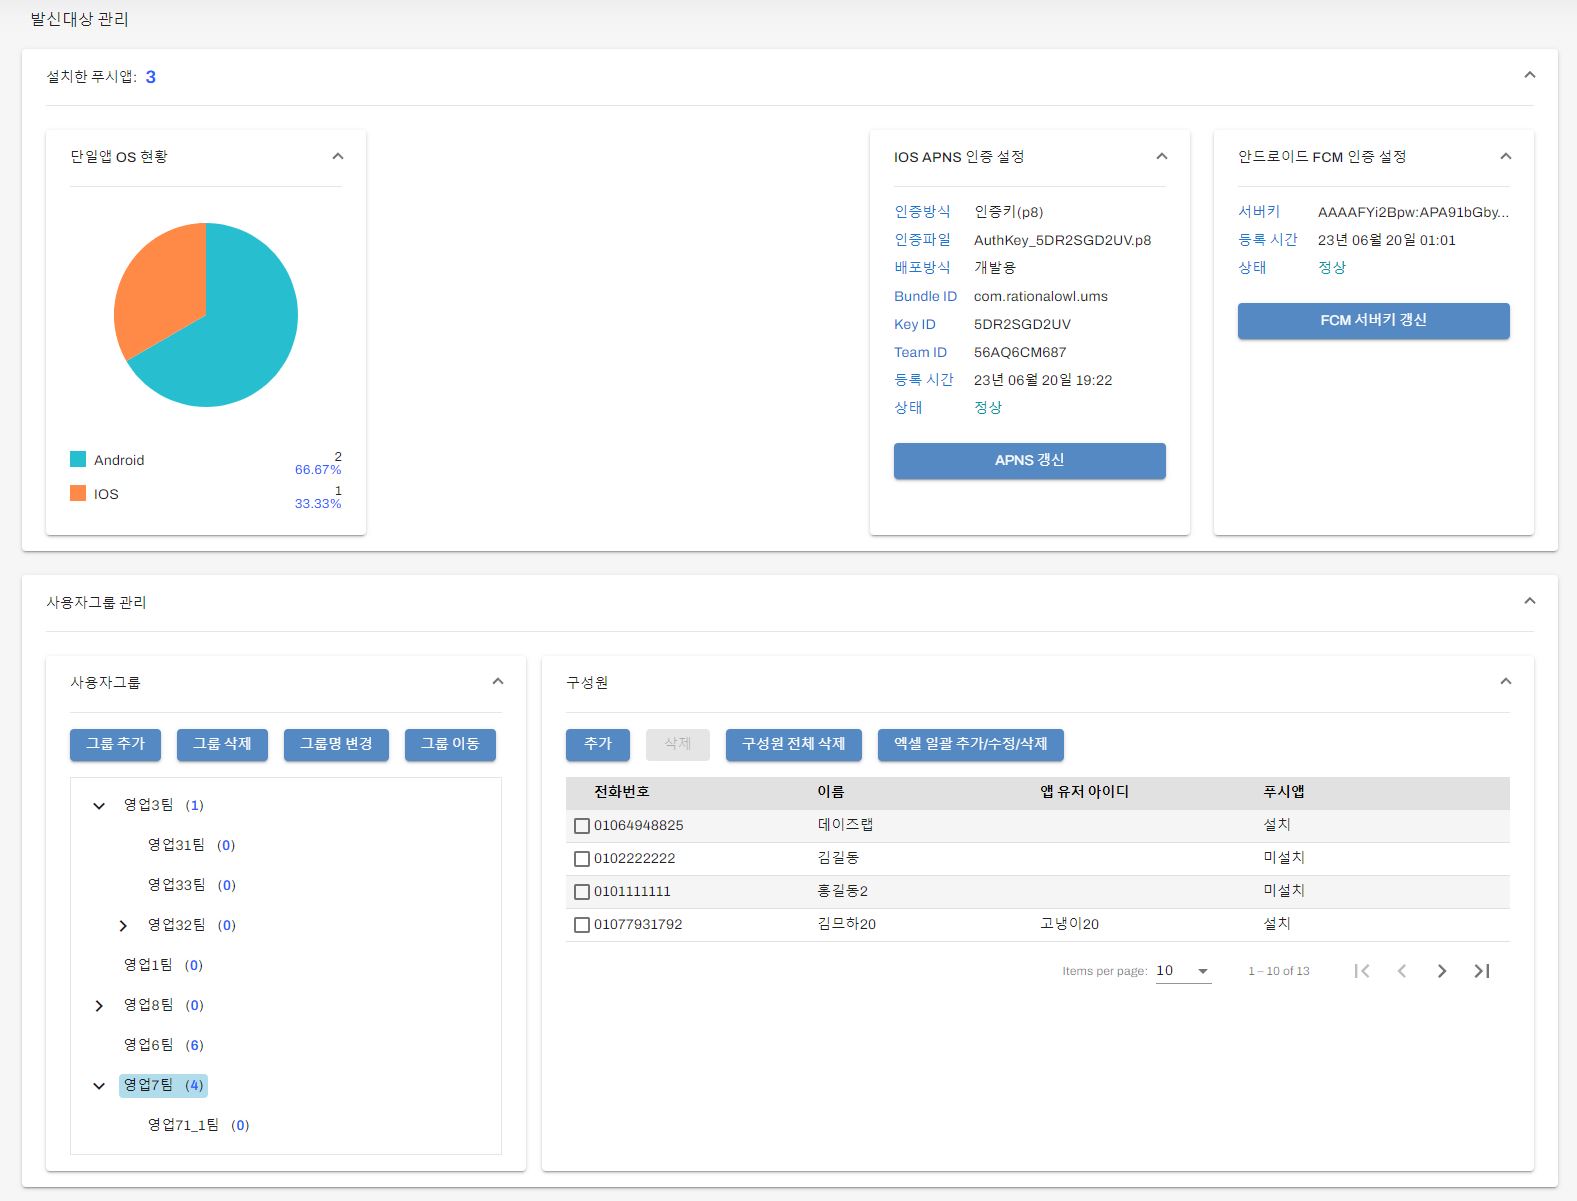 발신대상 관리
설치한 푸시앱: 3
단일앱 OS 현황
Android 2
66.67%
IOS 1
33.33%
IOS APNS 인증 설정
인증방식 인증키(p8)
인증파일 AuthKey_5DR2SGD2UV.p8
배포방식 개발용
Bundle ID com.rationalowl.ums
Key ID 5DR2SGD2UV
Team ID 56AQ6CM687
등록 시간 23년 06월 20일 19:22
상태 정상
APNS 갱신
안드로이드 FCM 인증 설정
서버키 AAAAFYi2Bpw:APA91bGby...
등록 시간 23년 06월 20일 01:01
상태 정상
FCM 서버키 갱신
사용자그룹 관리
사용자그룹
그룹 추가 그룹 삭제 그룹명 변경 그룹 이동
영업3팀 (1)
영업31팀 (0)
영업33팀 (0)
영업32팀 (0)
영업1팀 (0)
영업8팀 (0)
영업6팀 (6)
영업7팀 (4)
영업71_1팀 (0)
구성원
추가 삭제 구성원 전체 삭제 엑셀 일괄 추가/수정/삭제
전화번호 이름 앱 유저 아이디 푸시앱
01064948825 데이즈랩 설치
0102222222 김길동 미설치
0101111111 홍길동2 미설치
01077931792 김므하20 고냉이20 설치
Items per page: 10 1 – 10 of 13